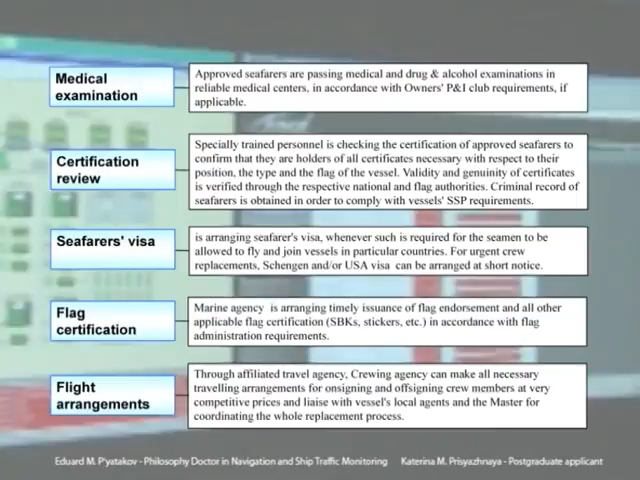 Medical
examination
Approved seafarers are passing medical and drug & alcohol examinations in
reliable medical centers, in accordance with Owners' P&I club requirements, if
applicable.
Certification
review
Specially trained personnel is checking the certification of approved seafarers to
confirm that they are holders of all certificates necessary with respect to their
position, the type and the flag of the vessel. Validity and genuinity of certificates
is verified through the respective national and flag authorities. Criminal record of
seafarers is obtained in order to comply with vessels' SSP requirements.
Seafarers' visa
is arranging seafarer's visa, whenever such is required for the seamen to be
allowed to fly and join vessels in particular countries. For urgent crew
replacements, Schengen and/or USA visa can be arranged at short notice.
Flag
certification
Marine agency is arranging timely issuance of flag endorsement and all other
applicable flag certification (SBKs, stickers, etc.) in accordance with flag
administration requirements.
Flight
arrangements
Through affiliated travel agency, Crewing agency can make all necessary
travelling arrangements for onsigning and offsigning crew members at very
competitive prices and liaise with vessel's local agents and the Master for
coordinating the whole replacement process.
Eduard M. P'yatakov - Philosophy Doctor in Navigation and Ship Traffic Monitoring Katerina M. Prisyazhnaya - Postgraduate applicant